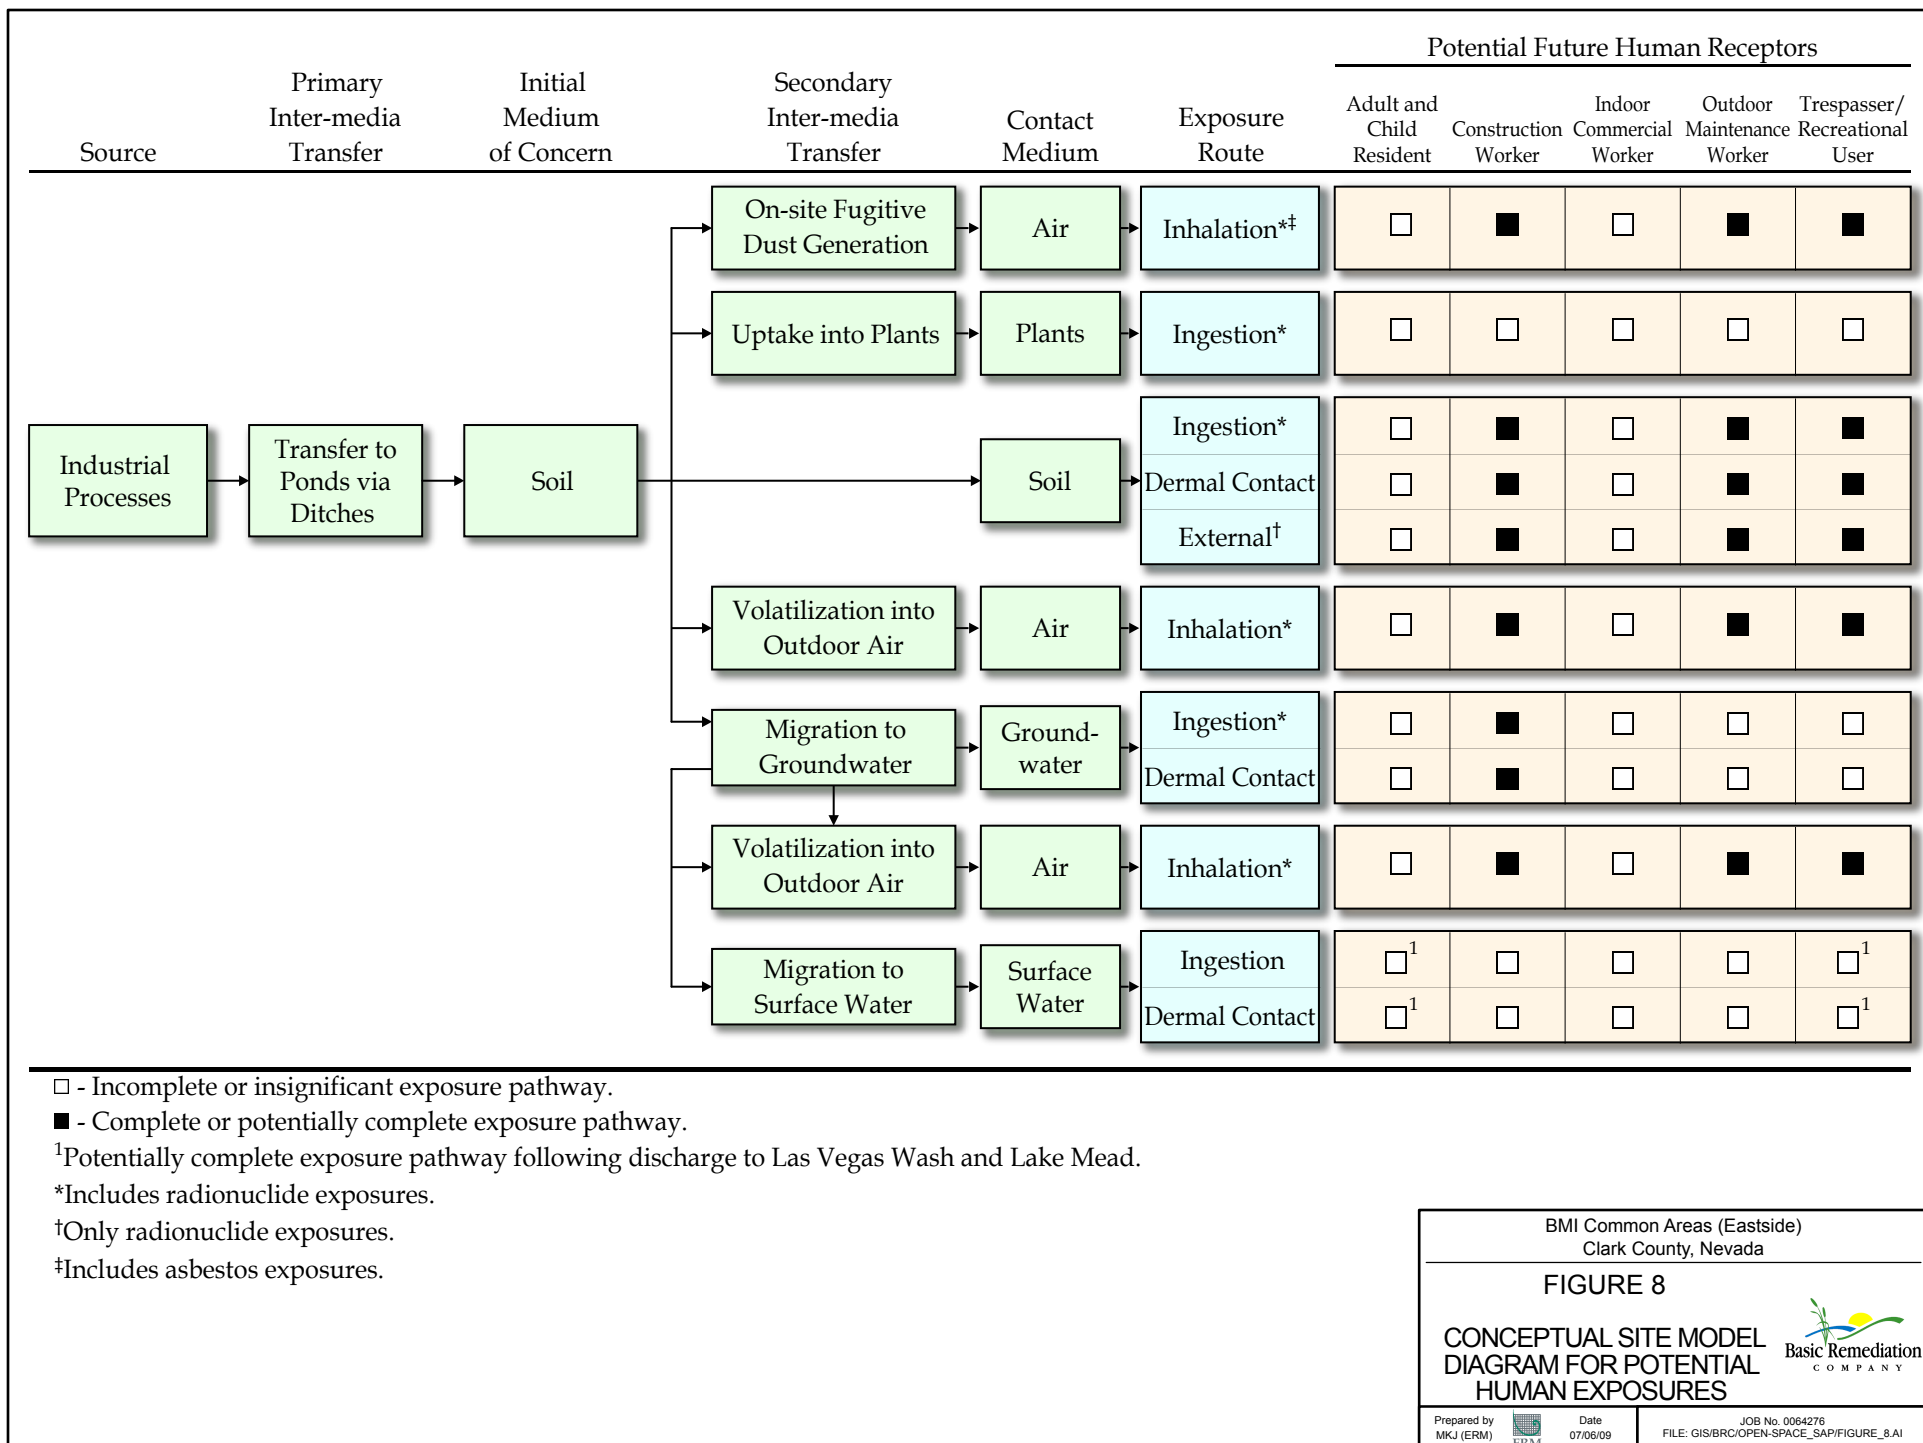 Potential Future Human Receptors
Source
Primary
Inter-media
Transfer
Initial
Medium
of Concern
Secondary
Inter-media
Transfer
Contact
Medium
Exposure
Route
Adult and
Child
Resident
Construction
Worker
Indoor
Commercial
Worker
Outdoor
Maintenance
Worker
Trespasser/
Recreational
User
On-site Fugitive
Dust Generation
Air
Inhalation*‡
Uptake into Plants
Plants
Ingestion*
Industrial
Processes
Transfer to
Ponds via
Ditches
Soil
Soil
Ingestion*
Dermal Contact
External†
Volatilization into
Outdoor Air
Air
Inhalation*
Migration to
Groundwater
Ground-
water
Ingestion*
Dermal Contact
Volatilization into
Outdoor Air
Air
Inhalation*
Migration to
Surface Water
Surface
Water
Ingestion
Dermal Contact
1
1
1
1
□ - Incomplete or insignificant exposure pathway.
■ - Complete or potentially complete exposure pathway.
1Potentially complete exposure pathway following discharge to Las Vegas Wash and Lake Mead.
*Includes radionuclide exposures.
†Only radionuclide exposures.
‡Includes asbestos exposures.
BMI Common Areas (Eastside)
Clark County, Nevada
FIGURE 8
CONCEPTUAL SITE MODEL
DIAGRAM FOR POTENTIAL
HUMAN EXPOSURES
Basic Remediation
COMPANY
Prepared by
MKJ (ERM)
ERM
Date
07/06/09
JOB No. 0064276
FILE: GIS/BRC/OPEN-SPACE_SAP/FIGURE_8.AI